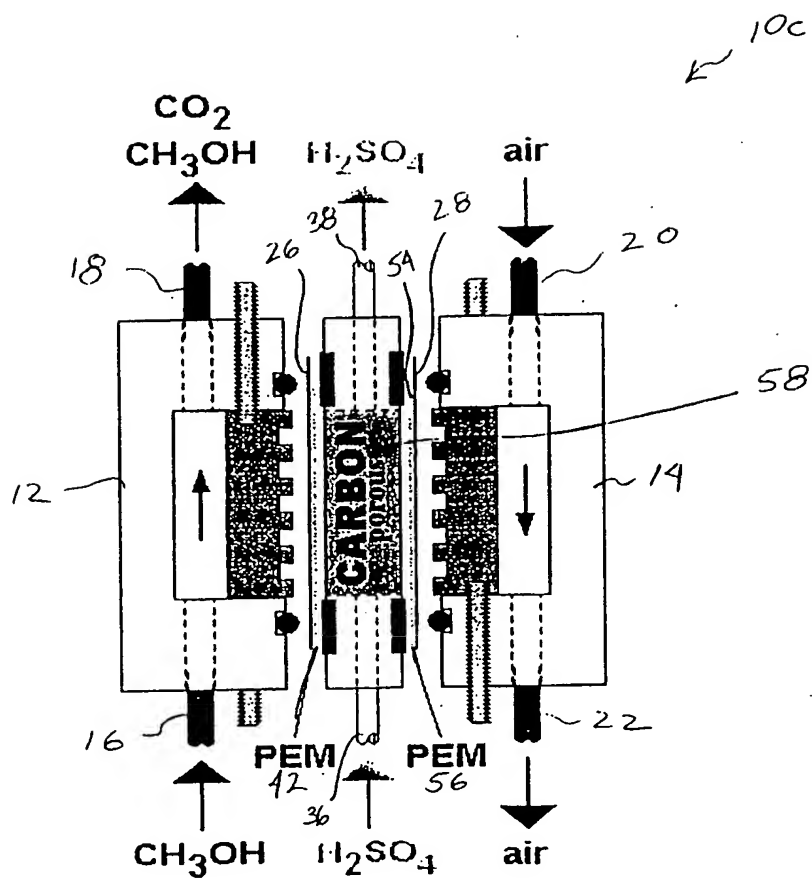 10c
CO2
CH3OH
H2SO4
air
38
28
18
26
54
20
58
CARBON
porous
12
14
16
PEM
42
36
PEM
56
22
CH3OH
H2SO4
air